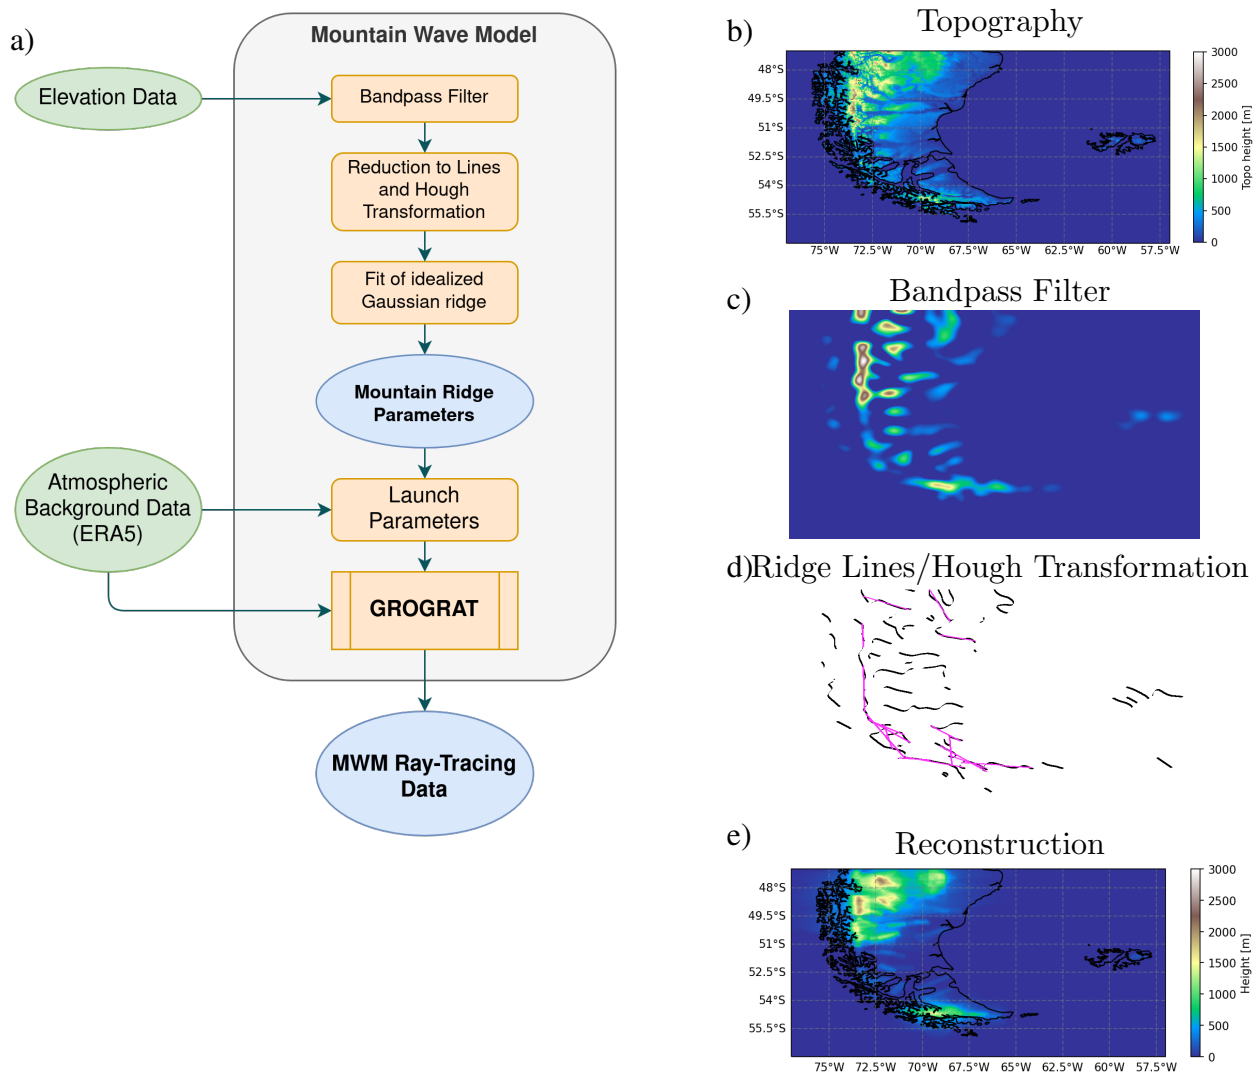 a)
Mountain Wave Model
Elevation Data
Bandpass Filter
Reduction to Lines
and Hough
Transformation
Fit of idealized
Gaussian ridge
Mountain Ridge
Parameters
Atmospheric
Background Data
(ERA5)
Launch
Parameters
GROGRAT
MWM Ray-Tracing
Data
b)
Topography
48°S
49.5°S
51°S
52.5°S
54°S
55.5°S
75°W 72.5°W 70°W 67.5°W 65°W 62.5°W 60°W 57.5°W
3000
2500
2000
1500
1000
500
0
Topo height [m]
c)
Bandpass Filter
d)Ridge Lines/Hough Transformation
e)
Reconstruction
48°S
49.5°S
51°S
52.5°S
54°S
55.5°S
75°W 72.5°W 70°W 67.5°W 65°W 62.5°W 60°W 57.5°W
3000
2500
2000
1500
1000
500
0
Height [m]